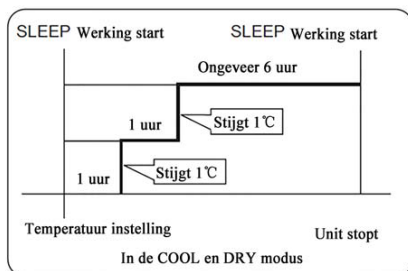 SLEEP Werking start
SLEEP Werking start
Ongeveer 6 uur
1 uur
Stijgt 1℃
1 uur
Stijgt 1℃
Temperatuur instelling
Unit stopt
In de COOL en DRY modus